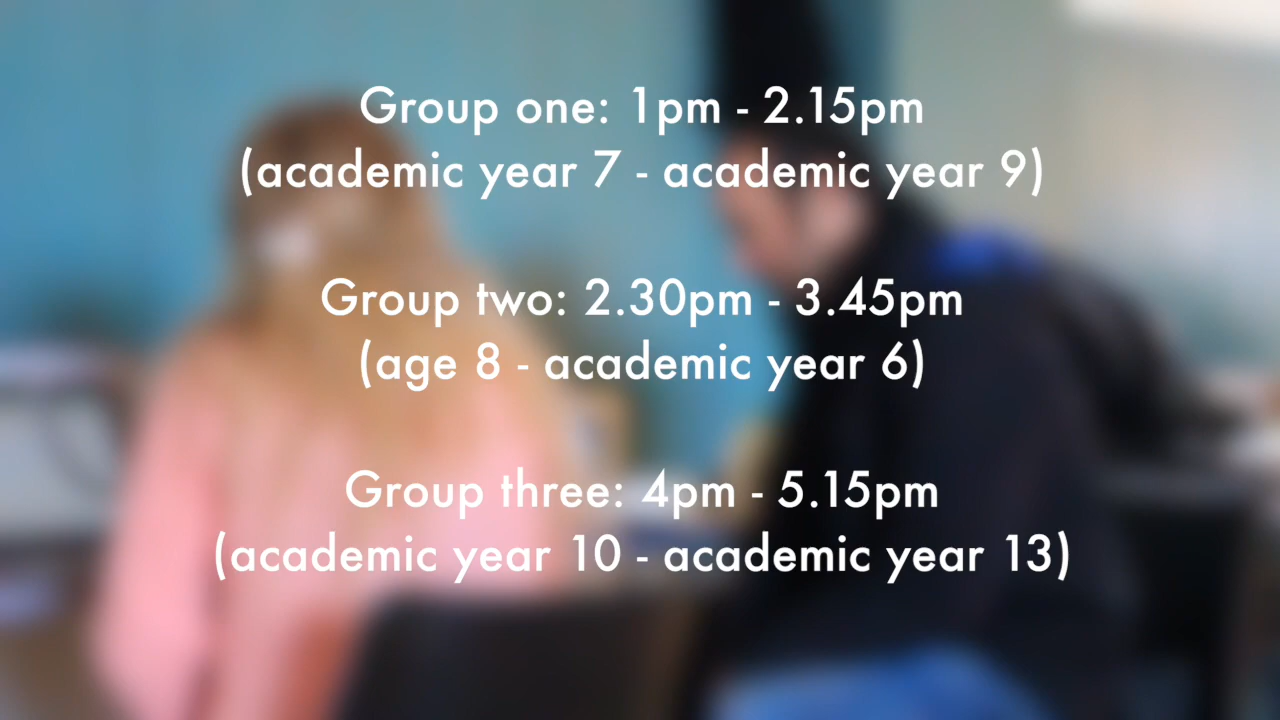 Group one: 1pm - 2.15pm
(academic year 7 - academic year 9)
Group two: 2.30pm - 3.45pm
(age 8 - academic year 6)
Group three: 4pm - 5.15pm
(academic year 10 - academic year 13)